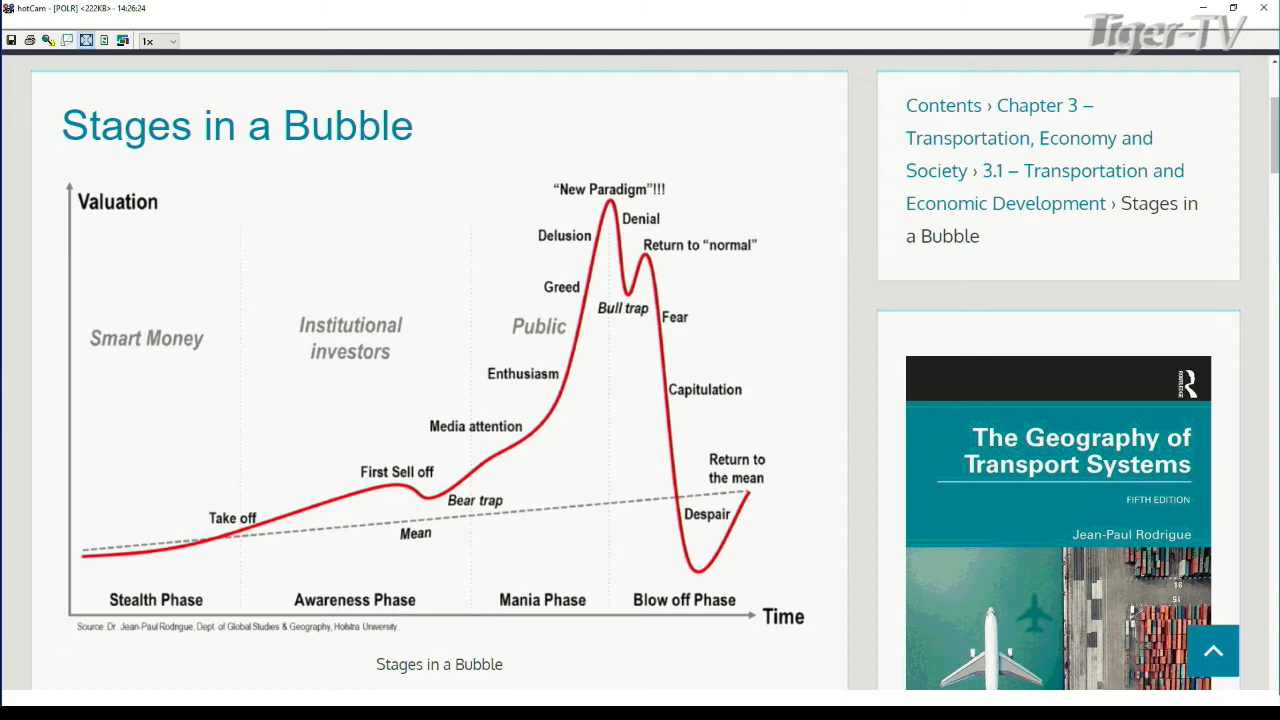 hotCam - [POLR] <222KB> - 14:26:24
Tiger-TV
1x
Stages in a Bubble
Valuation
"New Paradigm"!!!
Denial
Delusion
Return to "normal"
Greed
Bull trap
Fear
Smart Money
Institutional
investors
Public
Enthusiasm
Capitulation
Media attention
First Sell off
Return to
the mean
Bear trap
Take off
Mean
Despair
Stealth Phase
Awareness Phase
Mania Phase
Blow off Phase
Time
Source: Dr. Jean-Paul Rodrigue, Dept. of Global Studies & Geography, Hofstra University
Stages in a Bubble
Contents › Chapter 3 –
Transportation, Economy and
Society › 3.1 – Transportation and
Economic Development › Stages in
a Bubble
ROUTLEDGE
The Geography of
Transport Systems
FIFTH EDITION
Jean-Paul Rodrigue
16